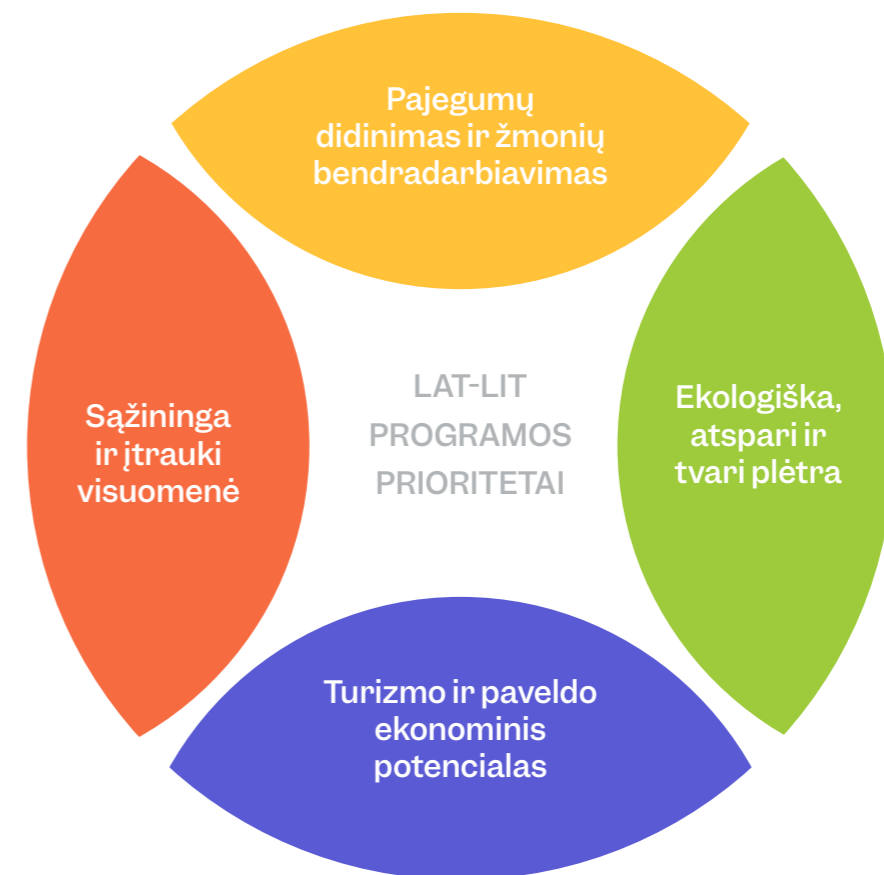 Pajegumų
didinimas ir žmonių
bendradarbiavimas
Sąžininga
ir įtrauki
visuomenė
LAT-LIT
PROGRAMOS
PRIORITETAI
Ekologiška,
atspari ir
tvari plėtra
Turizmo ir paveldo
ekonominis
potencialas